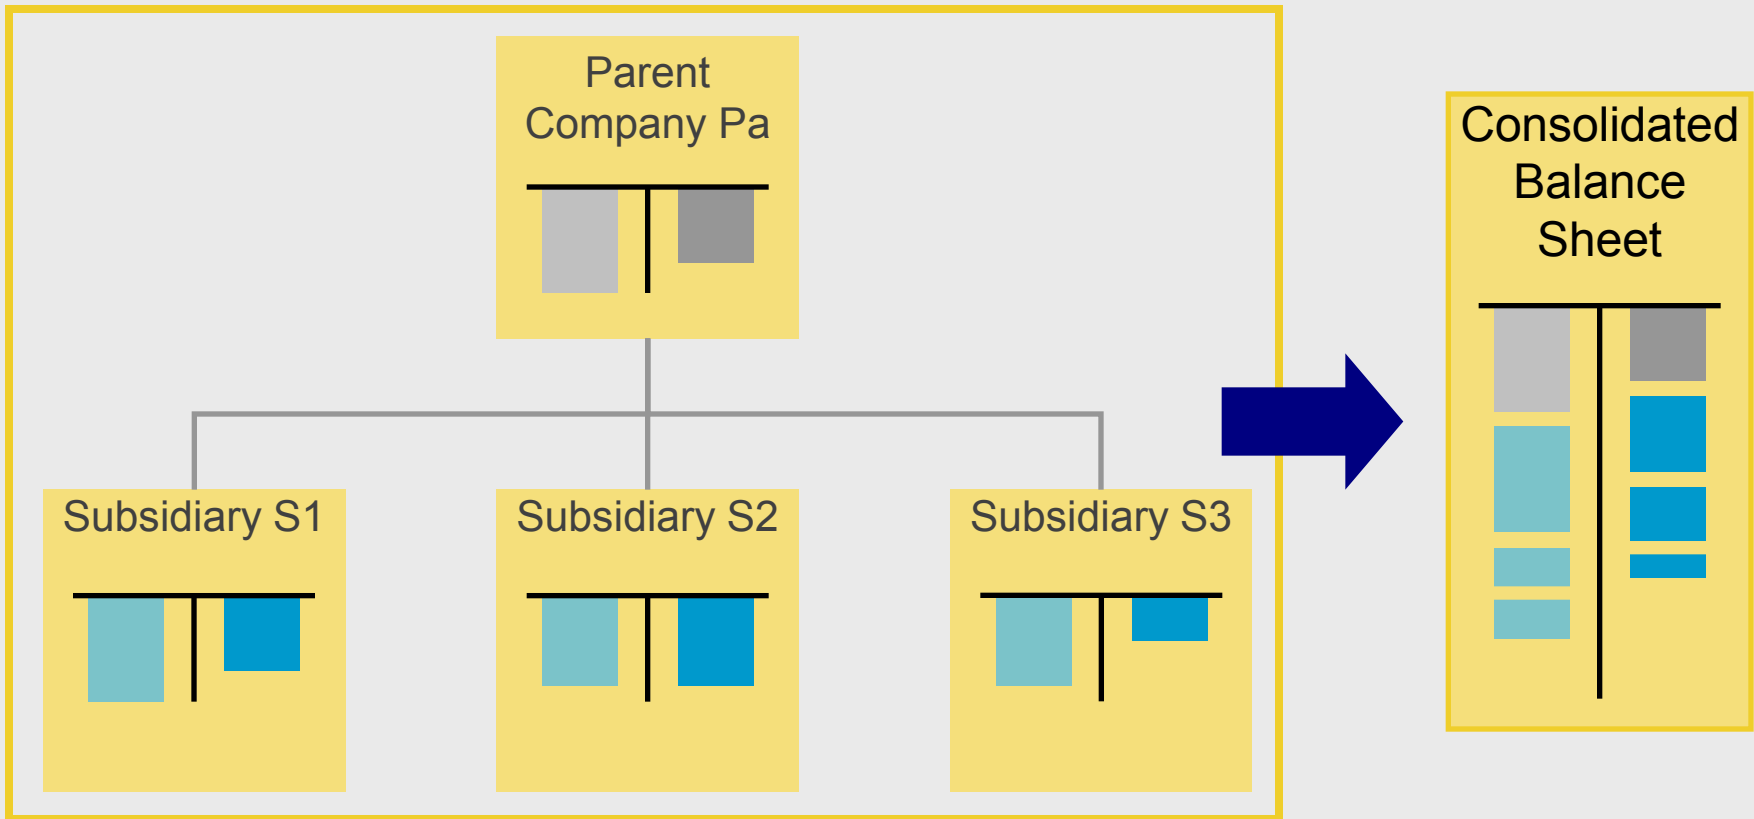 Parent
Company Pa
Consolidated
Balance
Sheet
Subsidiary S1
Subsidiary S2
Subsidiary S3